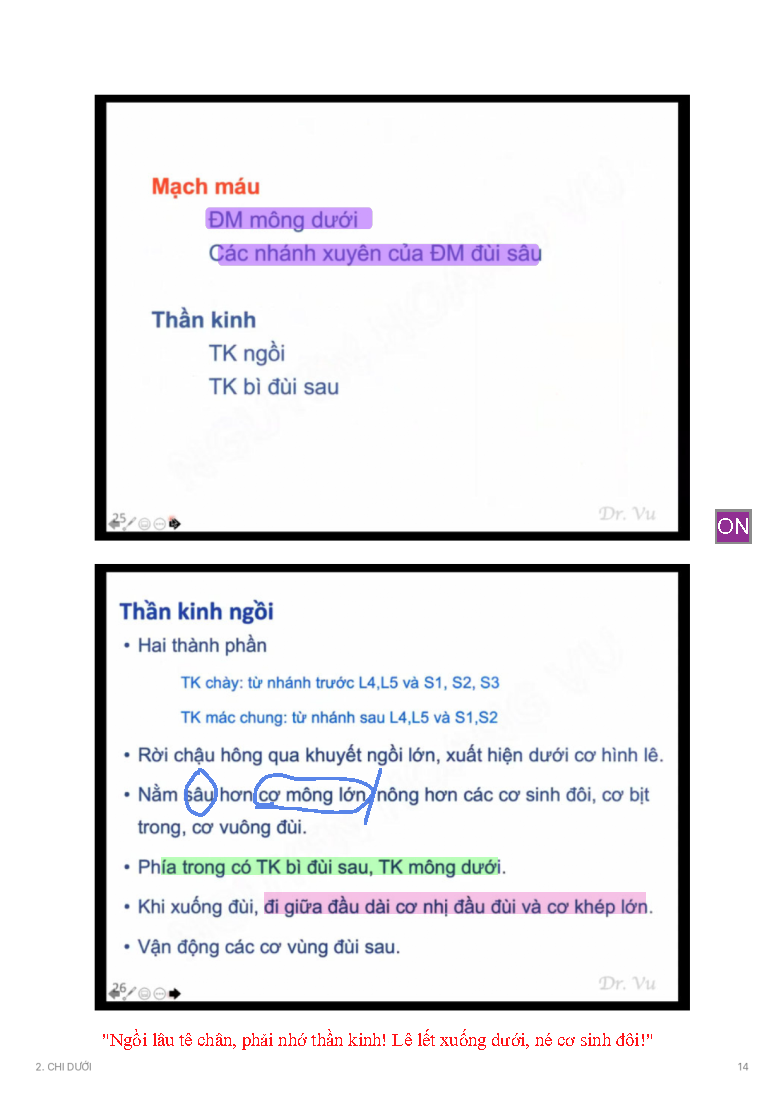 Mạch máu
ĐM mông dưới
Các nhánh xuyên của ĐM đùi sâu
Thần kinh
TK ngồi
TK bì đùi sau
25
Dr. Vu
ON
Thần kinh ngồi
• Hai thành phần
TK chày: từ nhánh trước L4,L5 và S1, S2, S3
TK mác chung: từ nhánh sau L4,L5 và S1,S2
• Rời chậu hông qua khuyết ngồi lớn, xuất hiện dưới cơ hình lê.
• Nằm sâu hơn cơ mông lớn, nông hơn các cơ sinh đôi, cơ bịt
trong, cơ vuông đùi.
• Phía trong có TK bì đùi sau, TK mông dưới.
• Khi xuống đùi, đi giữa đầu dài cơ nhị đầu đùi và cơ khép lớn.
• Vận động các cơ vùng đùi sau.
26
Dr. Vu
"Ngồi lâu tê chân, phải nhớ thần kinh! Lê lết xuống dưới, né cơ sinh đôi!"
2. CHI DƯỚI
14